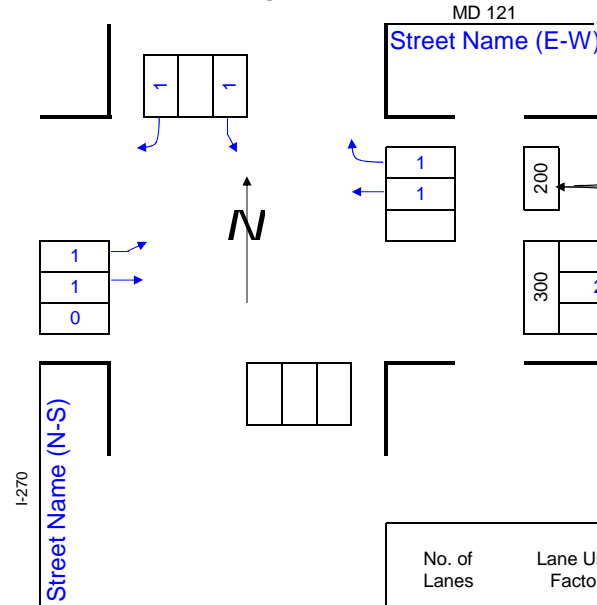 MD 121
Street Name (E-W)
1
1
1
1
200
N
1
1
0
300
I-270
Street Name (N-S)
No. of
Lanes
Lane